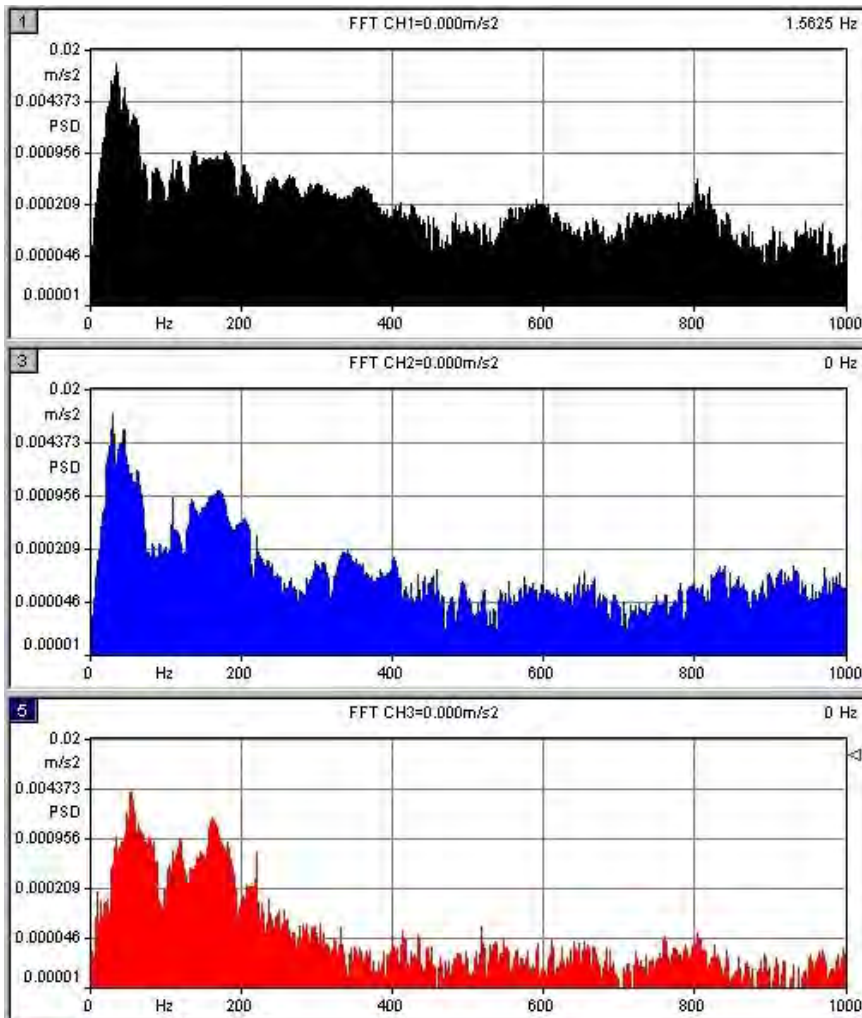 1 FFT CH1=0.000m/s2 1.5625 Hz
0.02
m/s2
0.004373
PSD
0.000956
0.000209
0.000046
0.00001
0 Hz 200 400 600 800 1000
3 FFT CH2=0.000m/s2 0 Hz
0.02
m/s2
0.004373
PSD
0.000956
0.000209
0.000046
0.00001
0 Hz 200 400 600 800 1000
5 FFT CH3=0.000m/s2 0 Hz
0.02
m/s2
0.004373
PSD
0.000956
0.000209
0.000046
0.00001
0 Hz 200 400 600 800 1000